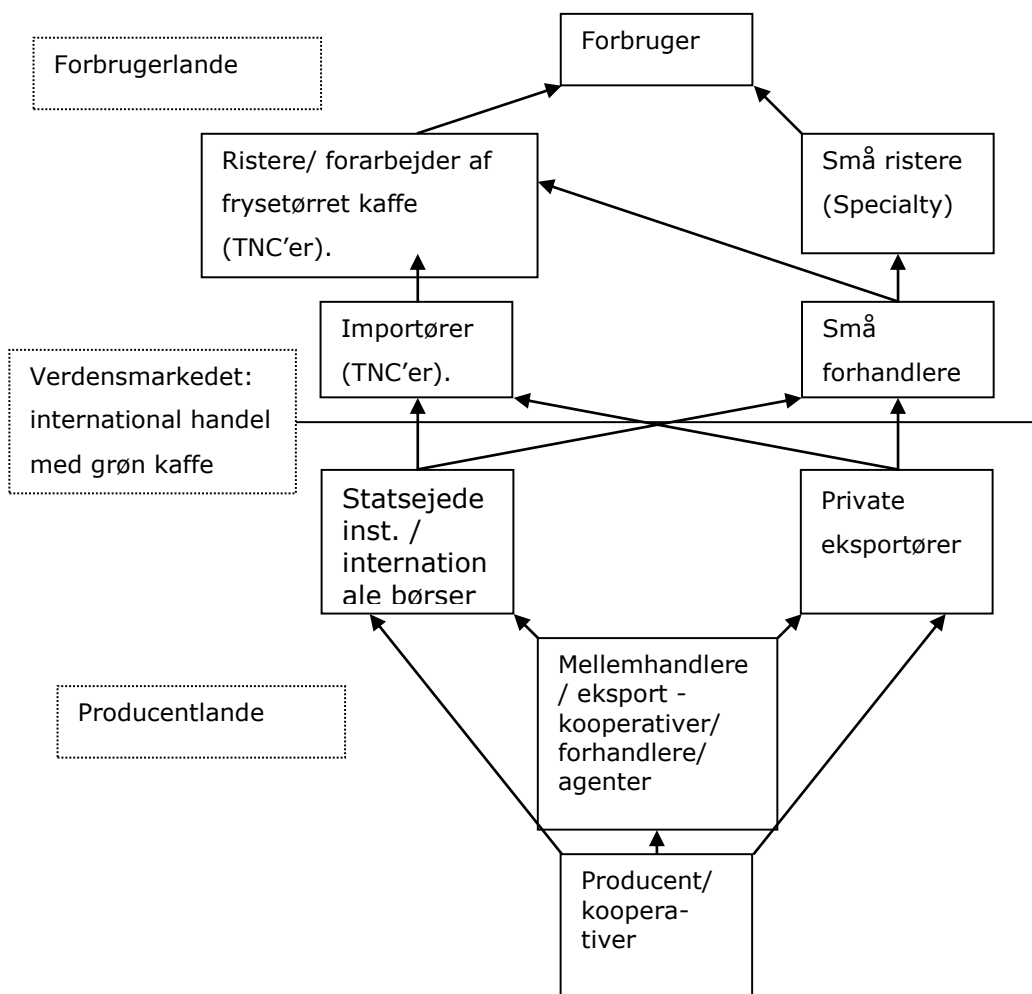 Forbruger
Forbrugerlande
Ristere/ forarbejder af
frysetørret kaffe
(TNC’er).
Små ristere
(Specialty)
Importører
(TNC’er).
Små
forhandlere
Verdensmarkedet:
international handel
med grøn kaffe
Statsejede
inst. /
internation
ale børser
Private
eksportører
Mellemhandlere
/ eksport -
kooperativer/
forhandlere/
agenter
Producentlande
Producent/
koopera-
tiver